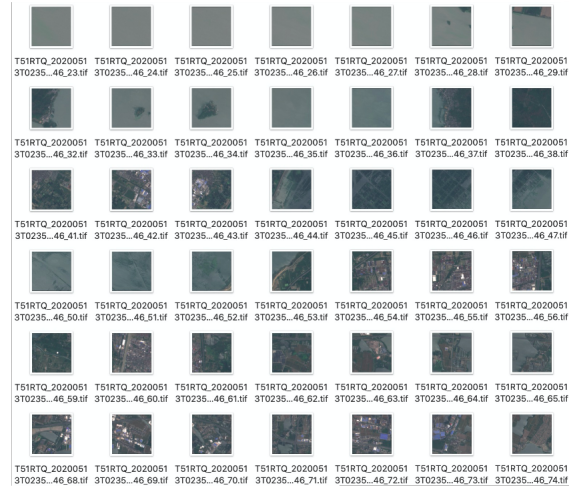 T51RTQ_2020051 T51RTQ_2020051 T51RTQ_2020051 T51RTQ_2020051 T51RTQ_2020051 T51RTQ_2020051 T51RTQ_2020051
3T0235...46_23.tif 3T0235...46_24.tif 3T0235...46_25.tif 3T0235...46_26.tif 3T0235...46_27.tif 3T0235...46_28.tif 3T0235...46_29.tif
T51RTQ_2020051 T51RTQ_2020051 T51RTQ_2020051 T51RTQ_2020051 T51RTQ_2020051 T51RTQ_2020051 T51RTQ_2020051
3T0235...46_32.tif 3T0235...46_33.tif 3T0235...46_34.tif 3T0235...46_35.tif 3T0235...46_36.tif 3T0235...46_37.tif 3T0235...46_38.tif
T51RTQ_2020051 T51RTQ_2020051 T51RTQ_2020051 T51RTQ_2020051 T51RTQ_2020051 T51RTQ_2020051 T51RTQ_2020051
3T0235...46_41.tif 3T0235...46_42.tif 3T0235...46_43.tif 3T0235...46_44.tif 3T0235...46_45.tif 3T0235...46_46.tif 3T0235...46_47.tif
T51RTQ_2020051 T51RTQ_2020051 T51RTQ_2020051 T51RTQ_2020051 T51RTQ_2020051 T51RTQ_2020051 T51RTQ_2020051
3T0235...46_50.tif 3T0235...46_51.tif 3T0235...46_52.tif 3T0235...46_53.tif 3T0235...46_54.tif 3T0235...46_55.tif 3T0235...46_56.tif
T51RTQ_2020051 T51RTQ_2020051 T51RTQ_2020051 T51RTQ_2020051 T51RTQ_2020051 T51RTQ_2020051 T51RTQ_2020051
3T0235...46_59.tif 3T0235...46_60.tif 3T0235...46_61.tif 3T0235...46_62.tif 3T0235...46_63.tif 3T0235...46_64.tif 3T0235...46_65.tif
T51RTQ_2020051 T51RTQ_2020051 T51RTQ_2020051 T51RTQ_2020051 T51RTQ_2020051 T51RTQ_2020051 T51RTQ_2020051
3T0235...46_68.tif 3T0235...46_69.tif 3T0235...46_70.tif 3T0235...46_71.tif 3T0235...46_72.tif 3T0235...46_73.tif 3T0235...46_74.tif